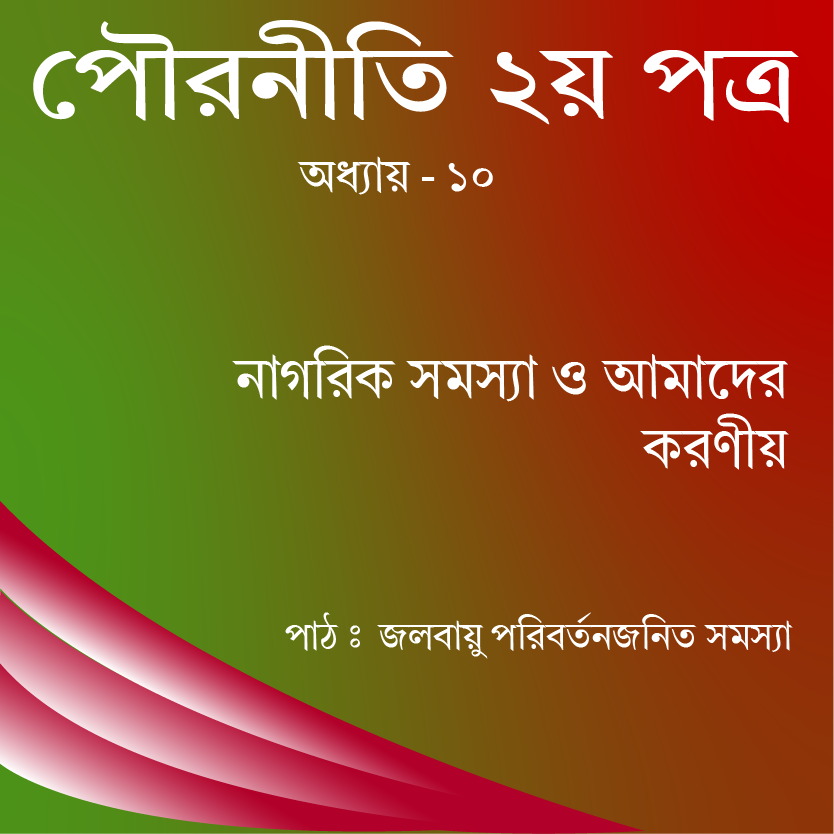 পৌরনীতি ২য় পত্র
অধ্যায় - ১০
নাগরিক সমস্যা ও আমাদের
করণীয়
পাঠ ঃ জলবায়ু পরিবর্তনজনিত সমস্যা